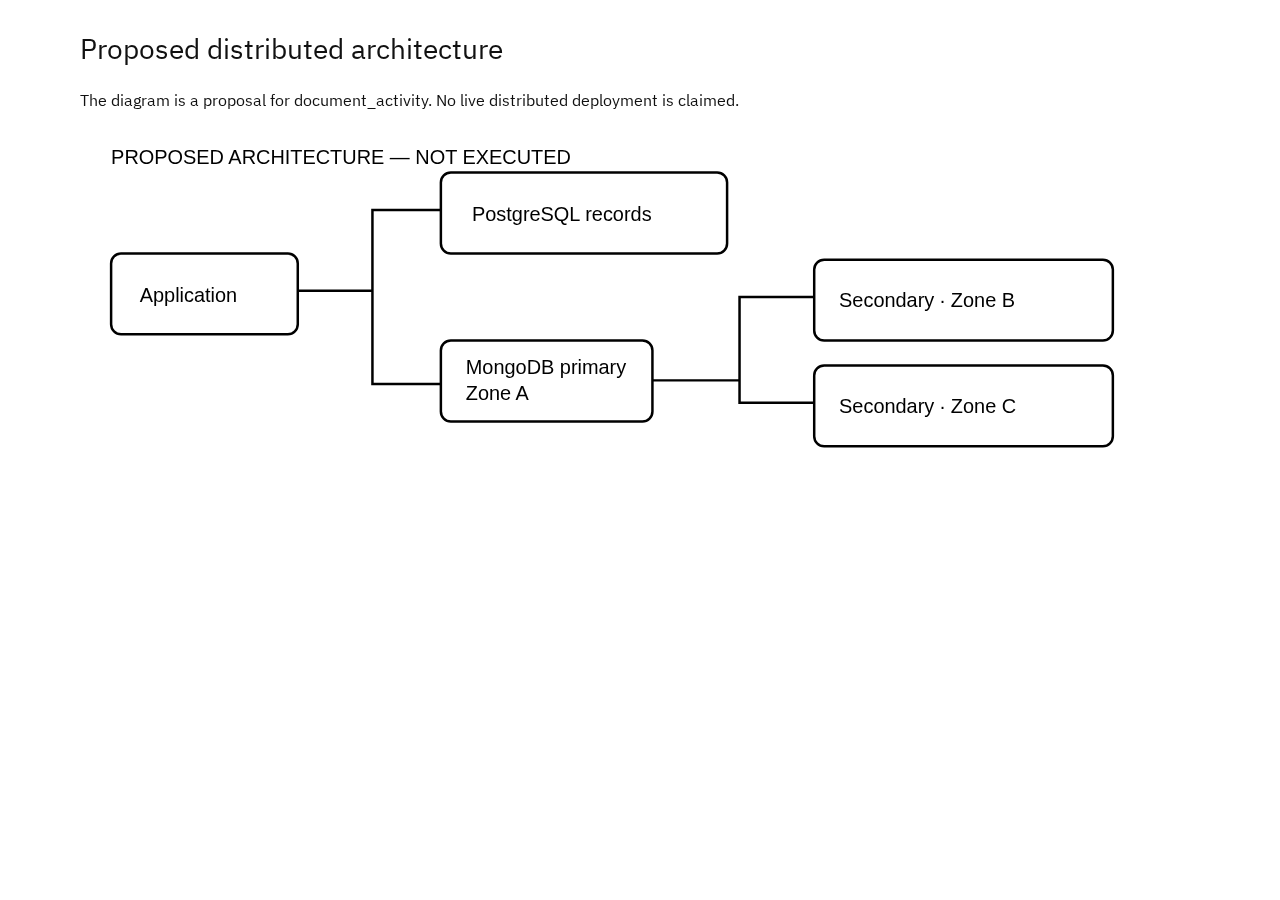 Proposed distributed architecture
The diagram is a proposal for document_activity. No live distributed deployment is claimed.
PROPOSED ARCHITECTURE — NOT EXECUTED
PostgreSQL records
Application
Secondary · Zone B
MongoDB primary
Zone A
Secondary · Zone C